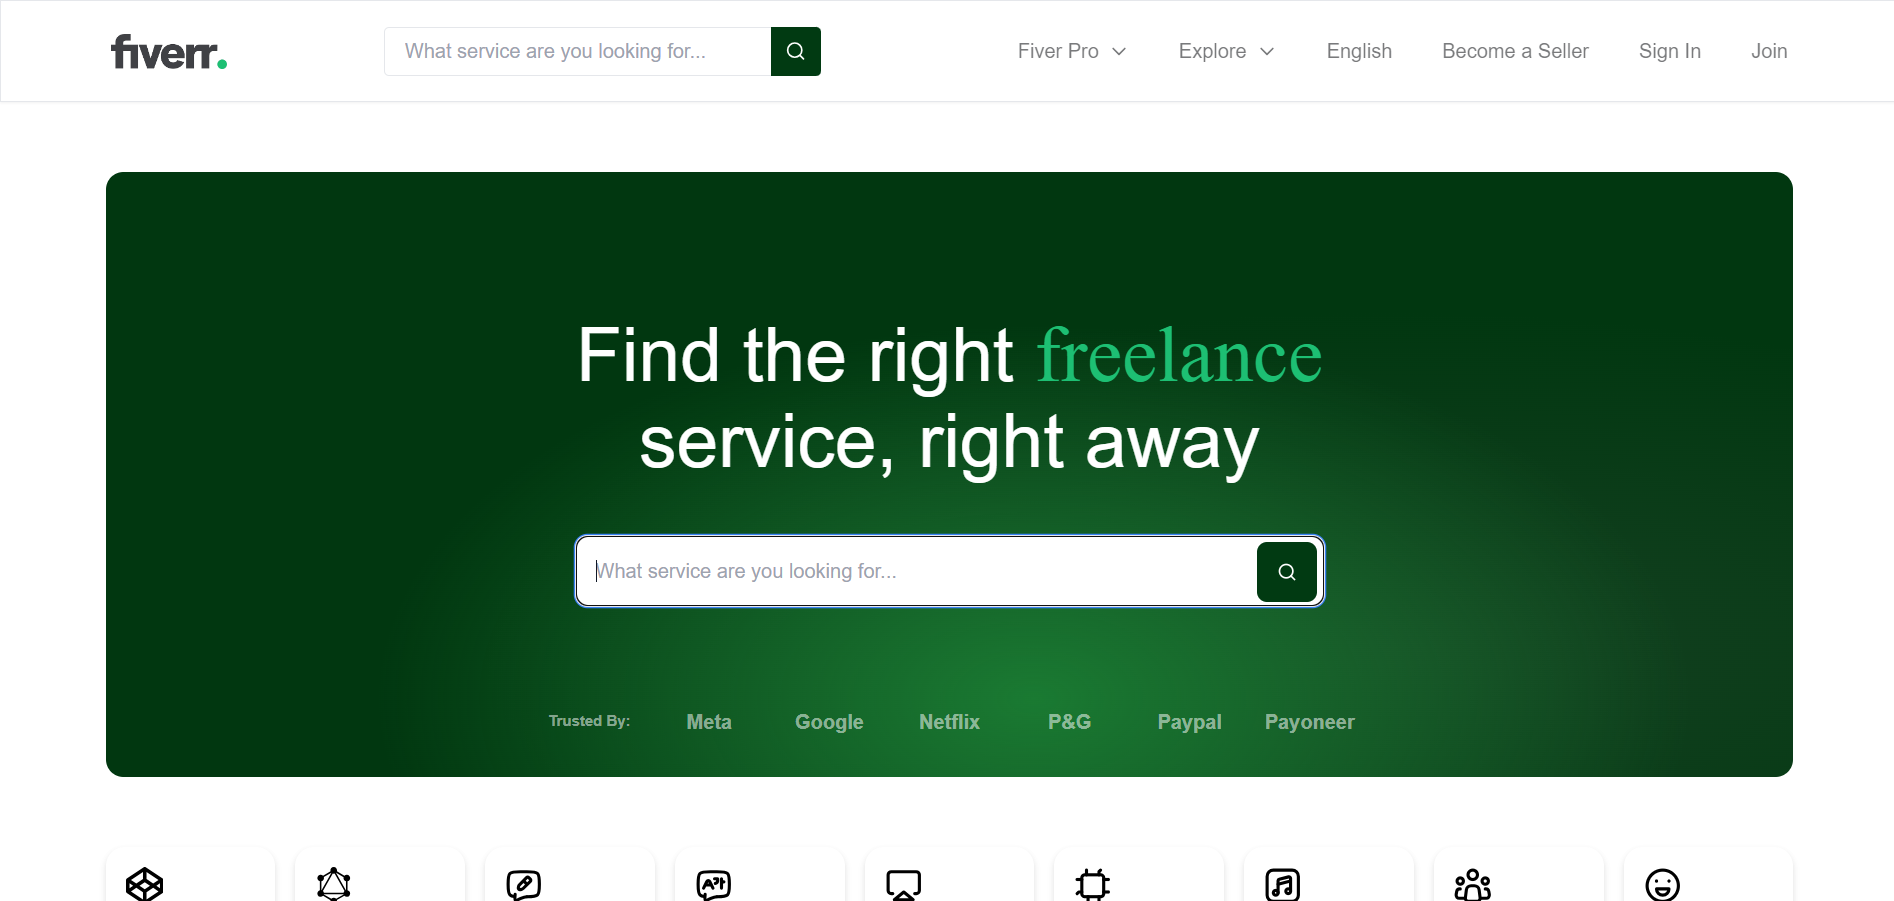 fiverr.
What service are you looking for...
Fiver Pro
Explore
English
Become a Seller
Sign In
Join
Find the right freelance
service, right away
What service are you looking for...
Trusted By:
Meta
Google
Netflix
P&G
Paypal
Payoneer